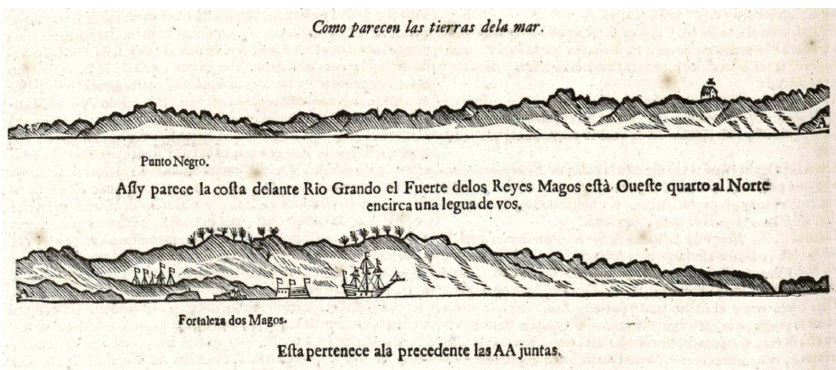 Como parecen las tierras dela mar.
A
Punto Negro.
Aſſy parece la coſta delante Rio Grando el Fuerte delos Reyes Magos eſtà Oueſte quarto al Norte
encirca una legua de vos.
Fortaleza dos Magos.
Eſta pertenece ala precedente las AA juntas.